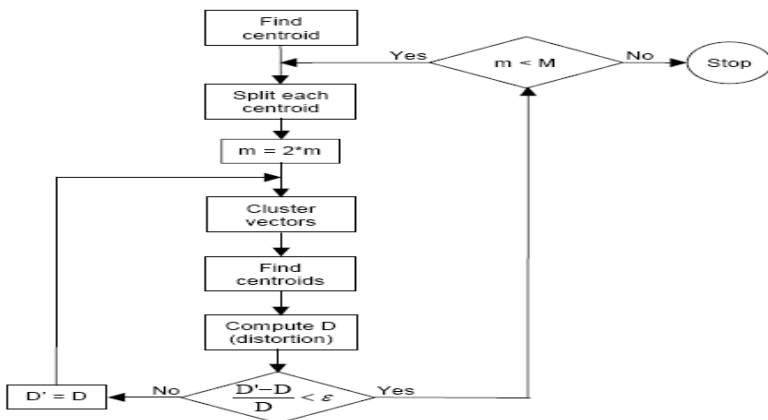 Find
centroid
Yes
m < M
No
Stop
Split each
centroid
m = 2*m
Cluster
vectors
Find
centroids
Compute D
(distortion)
D' = D
No
D'−D
D
< ε
Yes